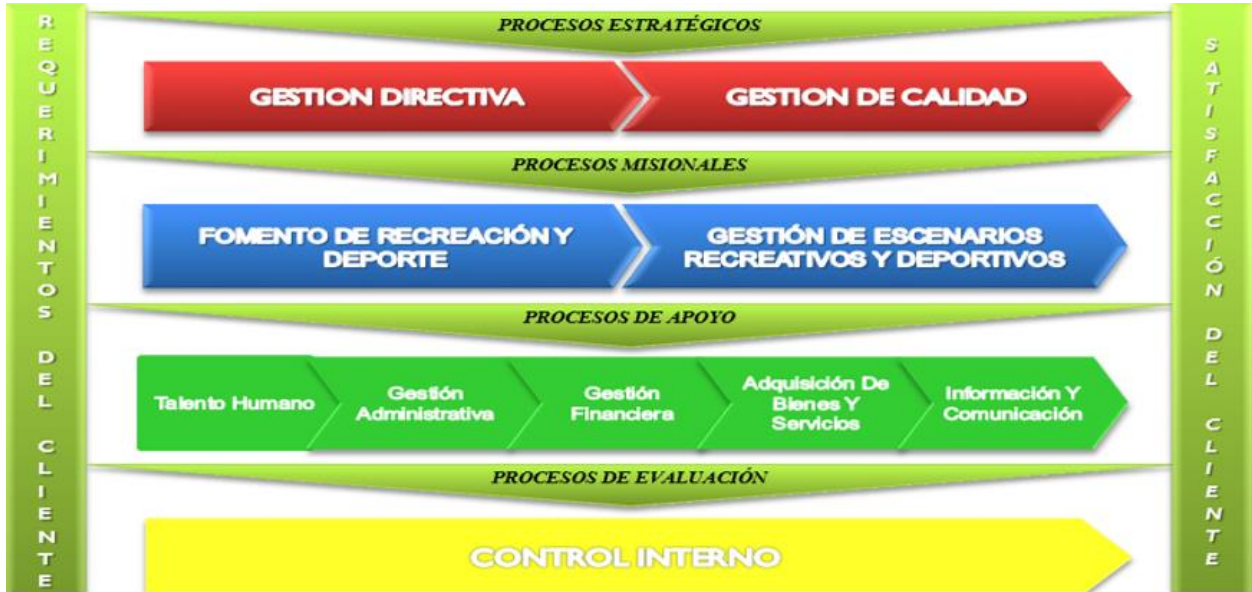 REQUERIMIENTOS DEL CLIENTE
PROCESOS ESTRATÉGICOS
GESTION DIRECTIVA
GESTION DE CALIDAD
PROCESOS MISIONALES
FOMENTO DE RECREACIÓN Y
DEPORTE
GESTIÓN DE ESCENARIOS
RECREATIVOS Y DEPORTIVOS
PROCESOS DE APOYO
Talento Humano
Gestión
Administrativa
Gestión
Financiera
Adquisición De
Bienes Y
Servicios
Información Y
Comunicación
PROCESOS DE EVALUACIÓN
CONTROL INTERNO
SATISFACCIÓN DEL CLIENTE